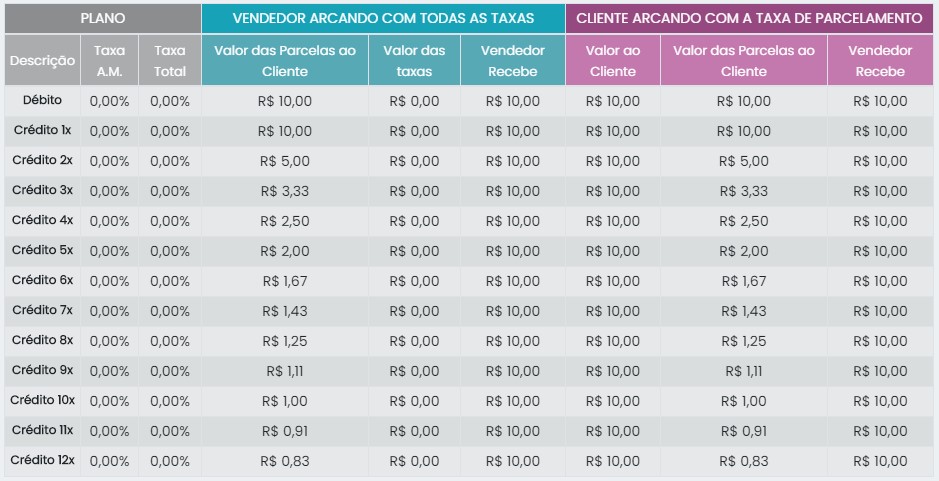 PLANO VENDEDOR ARCANDO COM TODAS AS TAXAS CLIENTE ARCANDO COM A TAXA DE PARCELAMENTO
Descrição Taxa A.M. Taxa Total Valor das Parcelas ao Cliente Valor das taxas Vendedor Recebe Valor ao Cliente Valor das Parcelas ao Cliente Vendedor Recebe
Débito 0,00% 0,00% R$ 10,00 R$ 0,00 R$ 10,00 R$ 10,00 R$ 10,00 R$ 10,00
Crédito 1x 0,00% 0,00% R$ 10,00 R$ 0,00 R$ 10,00 R$ 10,00 R$ 10,00 R$ 10,00
Crédito 2x 0,00% 0,00% R$ 5,00 R$ 0,00 R$ 10,00 R$ 10,00 R$ 5,00 R$ 10,00
Crédito 3x 0,00% 0,00% R$ 3,33 R$ 0,00 R$ 10,00 R$ 10,00 R$ 3,33 R$ 10,00
Crédito 4x 0,00% 0,00% R$ 2,50 R$ 0,00 R$ 10,00 R$ 10,00 R$ 2,50 R$ 10,00
Crédito 5x 0,00% 0,00% R$ 2,00 R$ 0,00 R$ 10,00 R$ 10,00 R$ 2,00 R$ 10,00
Crédito 6x 0,00% 0,00% R$ 1,67 R$ 0,00 R$ 10,00 R$ 10,00 R$ 1,67 R$ 10,00
Crédito 7x 0,00% 0,00% R$ 1,43 R$ 0,00 R$ 10,00 R$ 10,00 R$ 1,43 R$ 10,00
Crédito 8x 0,00% 0,00% R$ 1,25 R$ 0,00 R$ 10,00 R$ 10,00 R$ 1,25 R$ 10,00
Crédito 9x 0,00% 0,00% R$ 1,11 R$ 0,00 R$ 10,00 R$ 10,00 R$ 1,11 R$ 10,00
Crédito 10x 0,00% 0,00% R$ 1,00 R$ 0,00 R$ 10,00 R$ 10,00 R$ 1,00 R$ 10,00
Crédito 11x 0,00% 0,00% R$ 0,91 R$ 0,00 R$ 10,00 R$ 10,00 R$ 0,91 R$ 10,00
Crédito 12x 0,00% 0,00% R$ 0,83 R$ 0,00 R$ 10,00 R$ 10,00 R$ 0,83 R$ 10,00